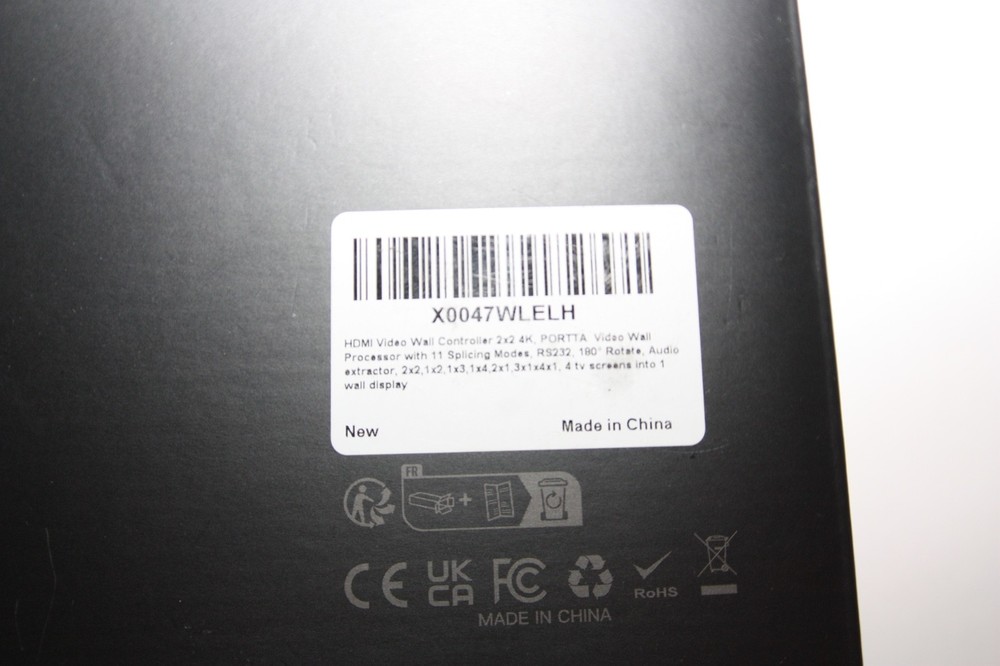 X0047WLELH
HDMI Video Wall Controller 2x2 4K, PORTTA Video Wall
Processor with 11 Splicing Modes, RS232, 180° Rotate, Audio
extractor, 2x2,1x2,1x3,1x4,2x1,3x1x4x1, 4 tv screens into 1
wall display
New Made in China
FR
CE UK CA FC RoHS
MADE IN CHINA